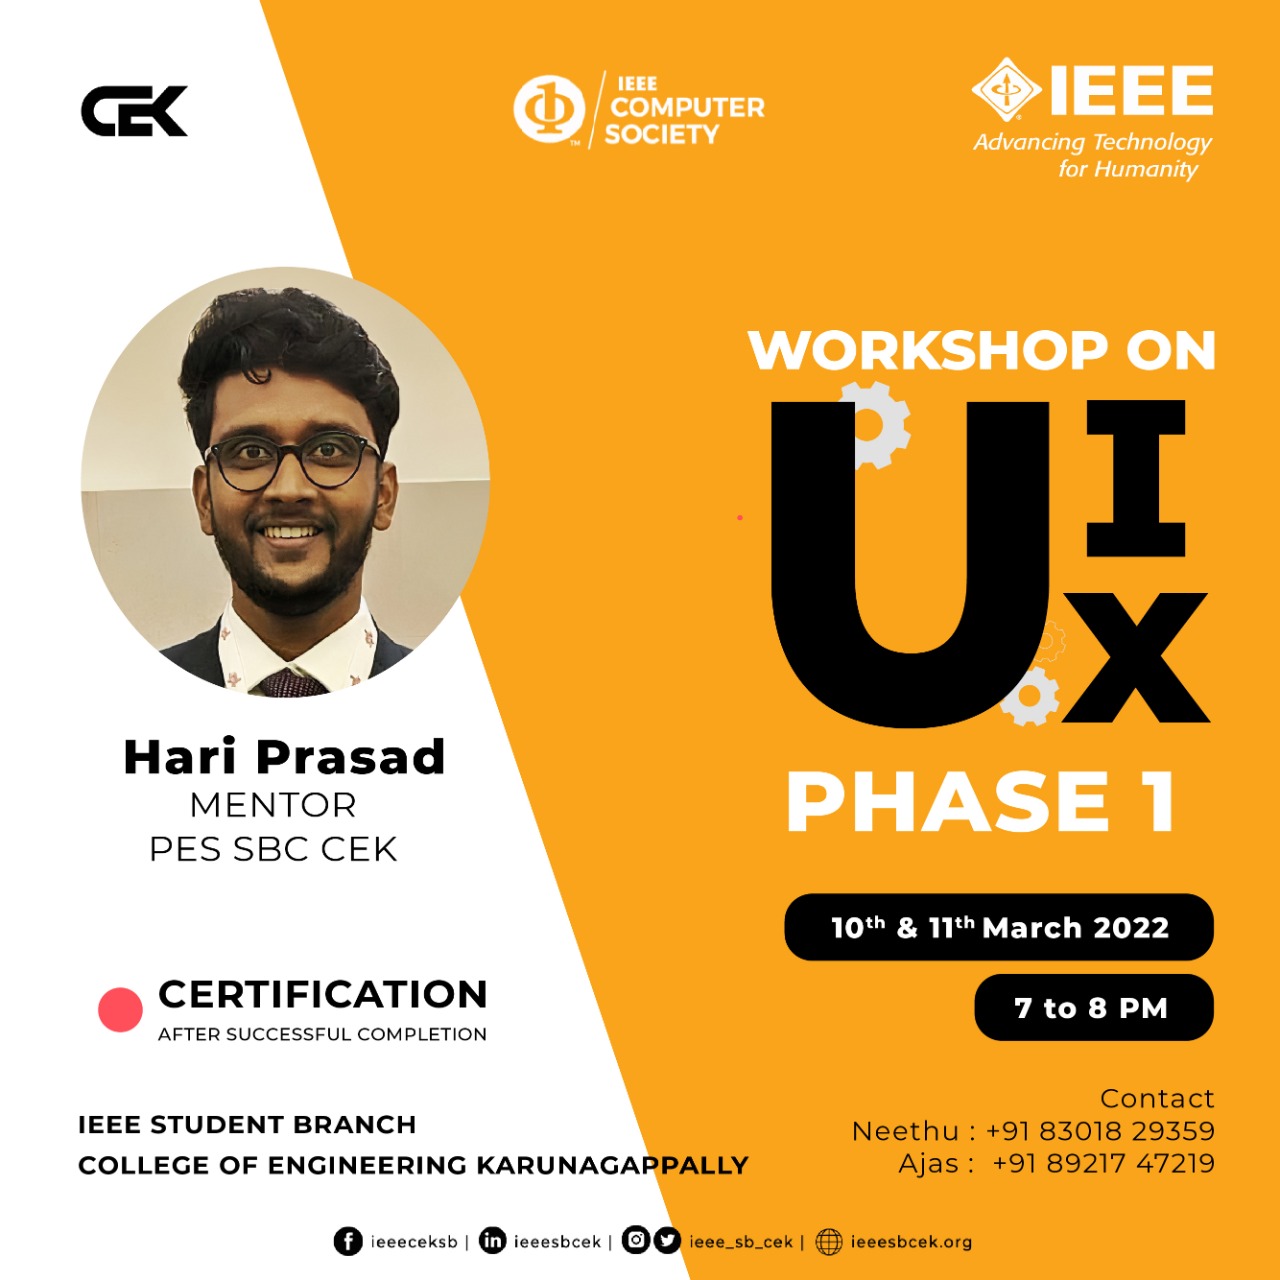 CEK
IEEE
COMPUTER
SOCIETY
TM
IEEE
Advancing Technology
for Humanity
WORKSHOP ON
UI
X
PHASE 1
10th & 11th March 2022
7 to 8 PM
Hari Prasad
MENTOR
PES SBC CEK
CERTIFICATION
AFTER SUCCESSFUL COMPLETION
IEEE STUDENT BRANCH
COLLEGE OF ENGINEERING KARUNAGAPPALLY
Contact
Neethu : +91 83018 29359
Ajas : +91 89217 47219
ieeeceksb | ieeesbcek | ieee_sb_cek | ieeesbcek.org